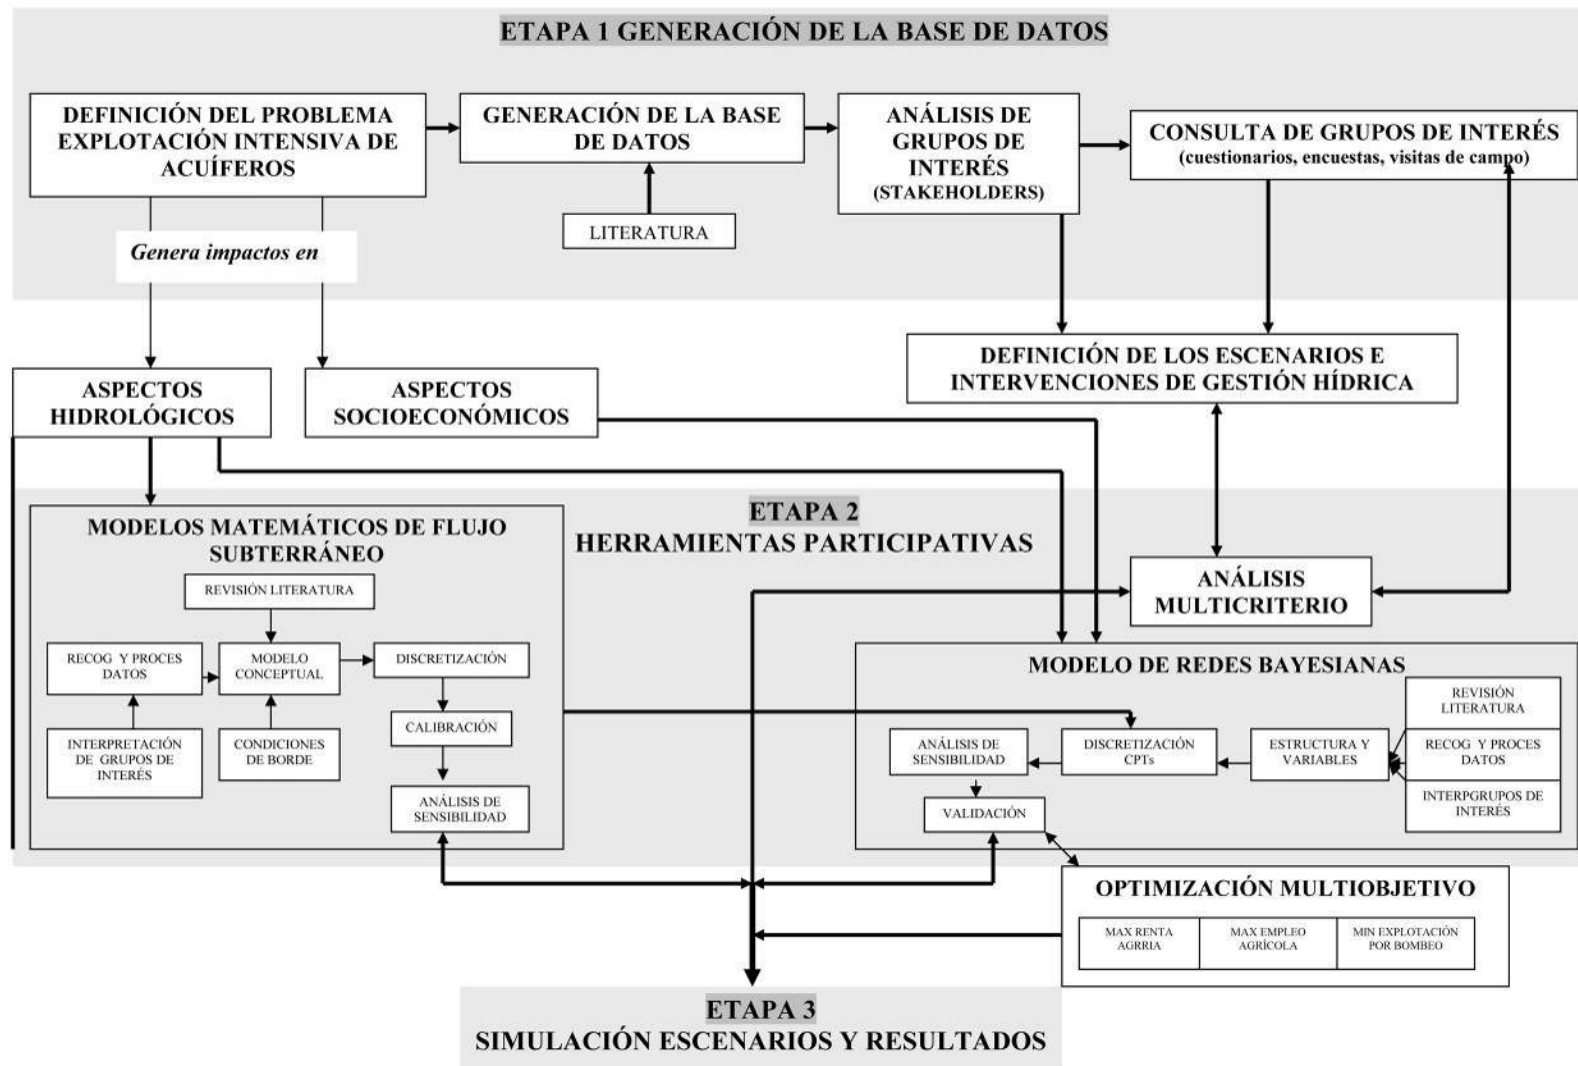 ETAPA 1 GENERACIÓN DE LA BASE DE DATOS
DEFINICIÓN DEL PROBLEMA
EXPLOTACIÓN INTENSIVA DE
ACUÍFEROS
GENERACIÓN DE LA BASE
DE DATOS
ANÁLISIS DE
GRUPOS DE
INTERÉS
(STAKEHOLDERS)
CONSULTA DE GRUPOS DE INTERÉS
(cuestionarios, encuestas, visitas de campo)
LITERATURA
Genera impactos en
ASPECTOS
HIDROLÓGICOS
ASPECTOS
SOCIOECONÓMICOS
DEFINICIÓN DE LOS ESCENARIOS E
INTERVENCIONES DE GESTIÓN HÍDRICA
ETAPA 2
HERRAMIENTAS PARTICIPATIVAS
MODELOS MATEMÁTICOS DE FLUJO
SUBTERRÁNEO
REVISIÓN LITERATURA
RECOG Y PROCES
DATOS
MODELO
CONCEPTUAL
DISCRETIZACIÓN
CALIBRACIÓN
INTERPRETACIÓN
DE GRUPOS DE
INTERÉS
CONDICIONES
DE BORDE
ANÁLISIS DE
SENSIBILIDAD
ANÁLISIS
MULTICRITERIO
MODELO DE REDES BAYESIANAS
REVISIÓN
LITERATURA
ANÁLISIS DE
SENSIBILIDAD
DISCRETIZACIÓN
CPTs
ESTRUCTURA Y
VARIABLES
RECOG Y PROCES
DATOS
INTERPGRUPOS DE
INTERÉS
VALIDACIÓN
OPTIMIZACIÓN MULTIOBJETIVO
MAX RENTA
AGRRIA
MAX EMPLEO
AGRÍCOLA
MIN EXPLOTACIÓN
POR BOMBEO
ETAPA 3
SIMULACIÓN ESCENARIOS Y RESULTADOS